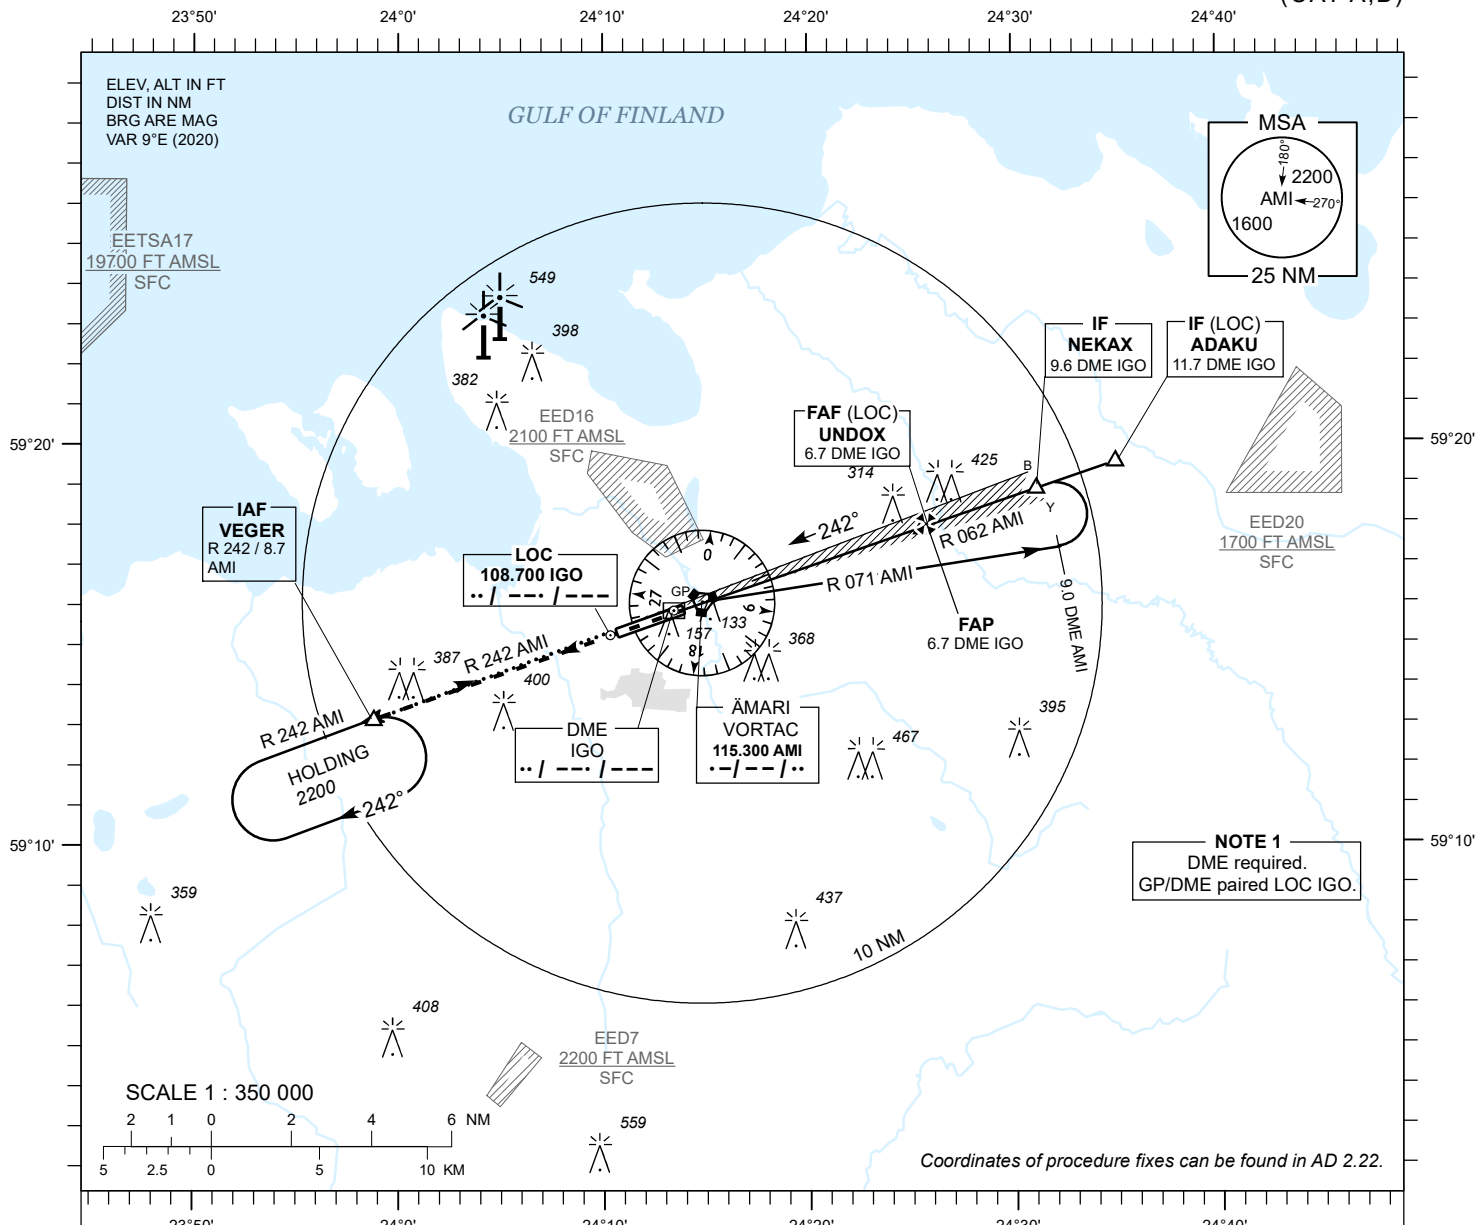 23°50' 24°0' 24°10' 24°20' 24°30' 24°40'
ELEV, ALT IN FT
DIST IN NM
BRG ARE MAG
VAR 9°E (2020)
GULF OF FINLAND
MSA
180°
2200
AMI
270°
1600
25 NM
EETSA17
19700 FT AMSL
SFC
549
398
382
EED16
2100 FT AMSL
SFC
IF
NEKAX
9.6 DME IGO
IF (LOC)
ADAKU
11.7 DME IGO
FAF (LOC)
UNDOX
6.7 DME IGO
314
425
B
Y
59°20'
59°20'
IAF
VEGER
R 242 / 8.7
AMI
LOC
108.700 IGO
242°
R 062 AMI
R 071 AMI
EED20
1700 FT AMSL
SFC
0
9
18
27
GP
157
133
368
FAP
6.7 DME IGO
9.0 DME AMI
387
R 242 AMI
400
R 242 AMI
HOLDING
2200
242°
DME
IGO
ÄMARI
VORTAC
115.300 AMI
467
395
59°10'
59°10'
NOTE 1
DME required.
GP/DME paired LOC IGO.
359
437
10 NM
408
EED7
2200 FT AMSL
SFC
559
SCALE 1 : 350 000
2 1 0 2 4 6 NM
5 2.5 0 5 10 KM
Coordinates of procedure fixes can be found in AD 2.22.